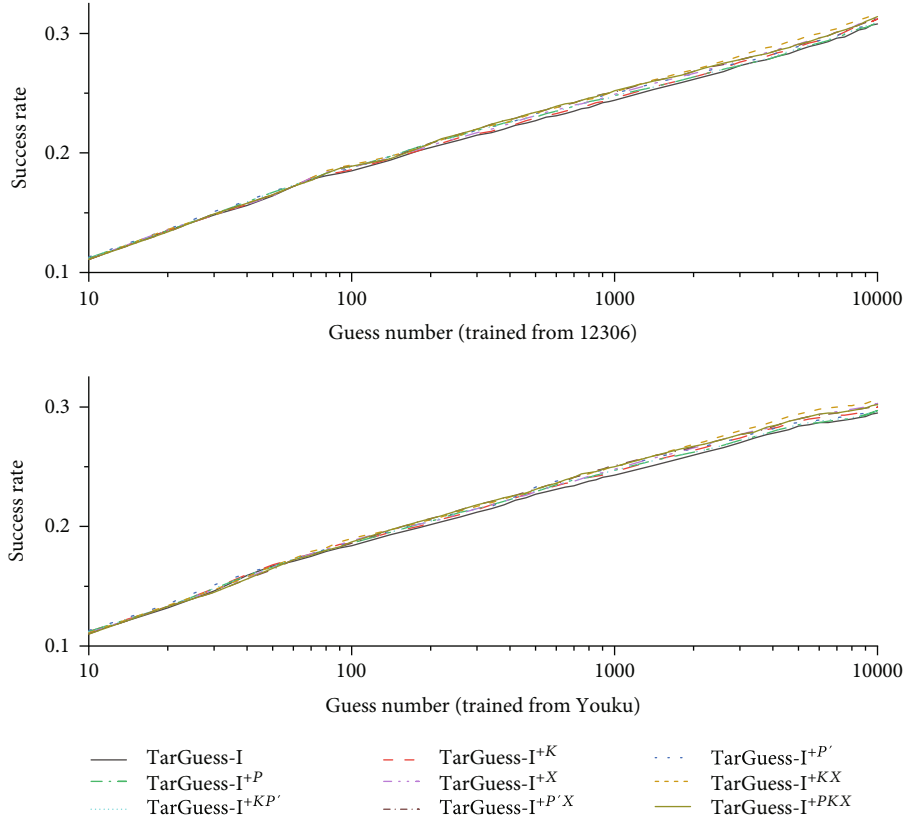 0.3
0.2
0.1
Success rate
10
100
1000
10000
Guess number (trained from 12306)
0.3
0.2
0.1
Success rate
10
100
1000
10000
Guess number (trained from Youku)
TarGuess-I
TarGuess-I+K
TarGuess-I+P′
TarGuess-I+P
TarGuess-I+X
TarGuess-I+KX
TarGuess-I+KP′
TarGuess-I+P′X
TarGuess-I+PKX